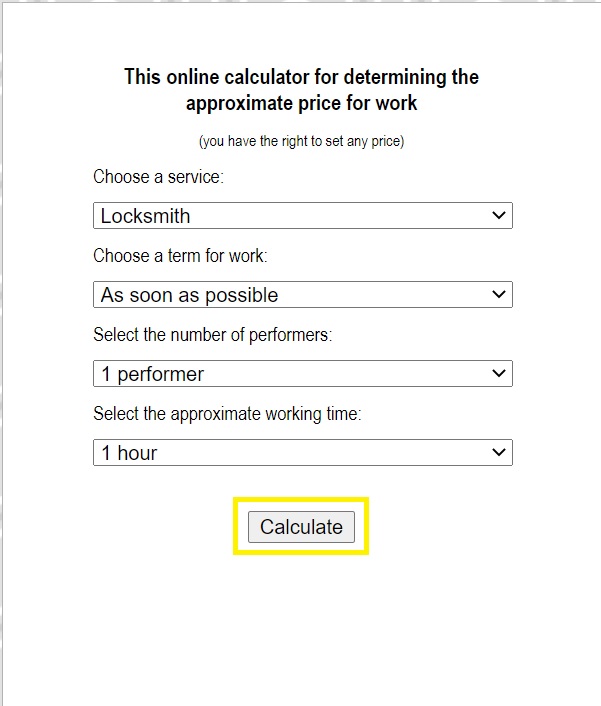 This online calculator for determining the
approximate price for work
(you have the right to set any price)
Choose a service:
Locksmith
Choose a term for work:
As soon as possible
Select the number of performers:
1 performer
Select the approximate working time:
1 hour
Calculate